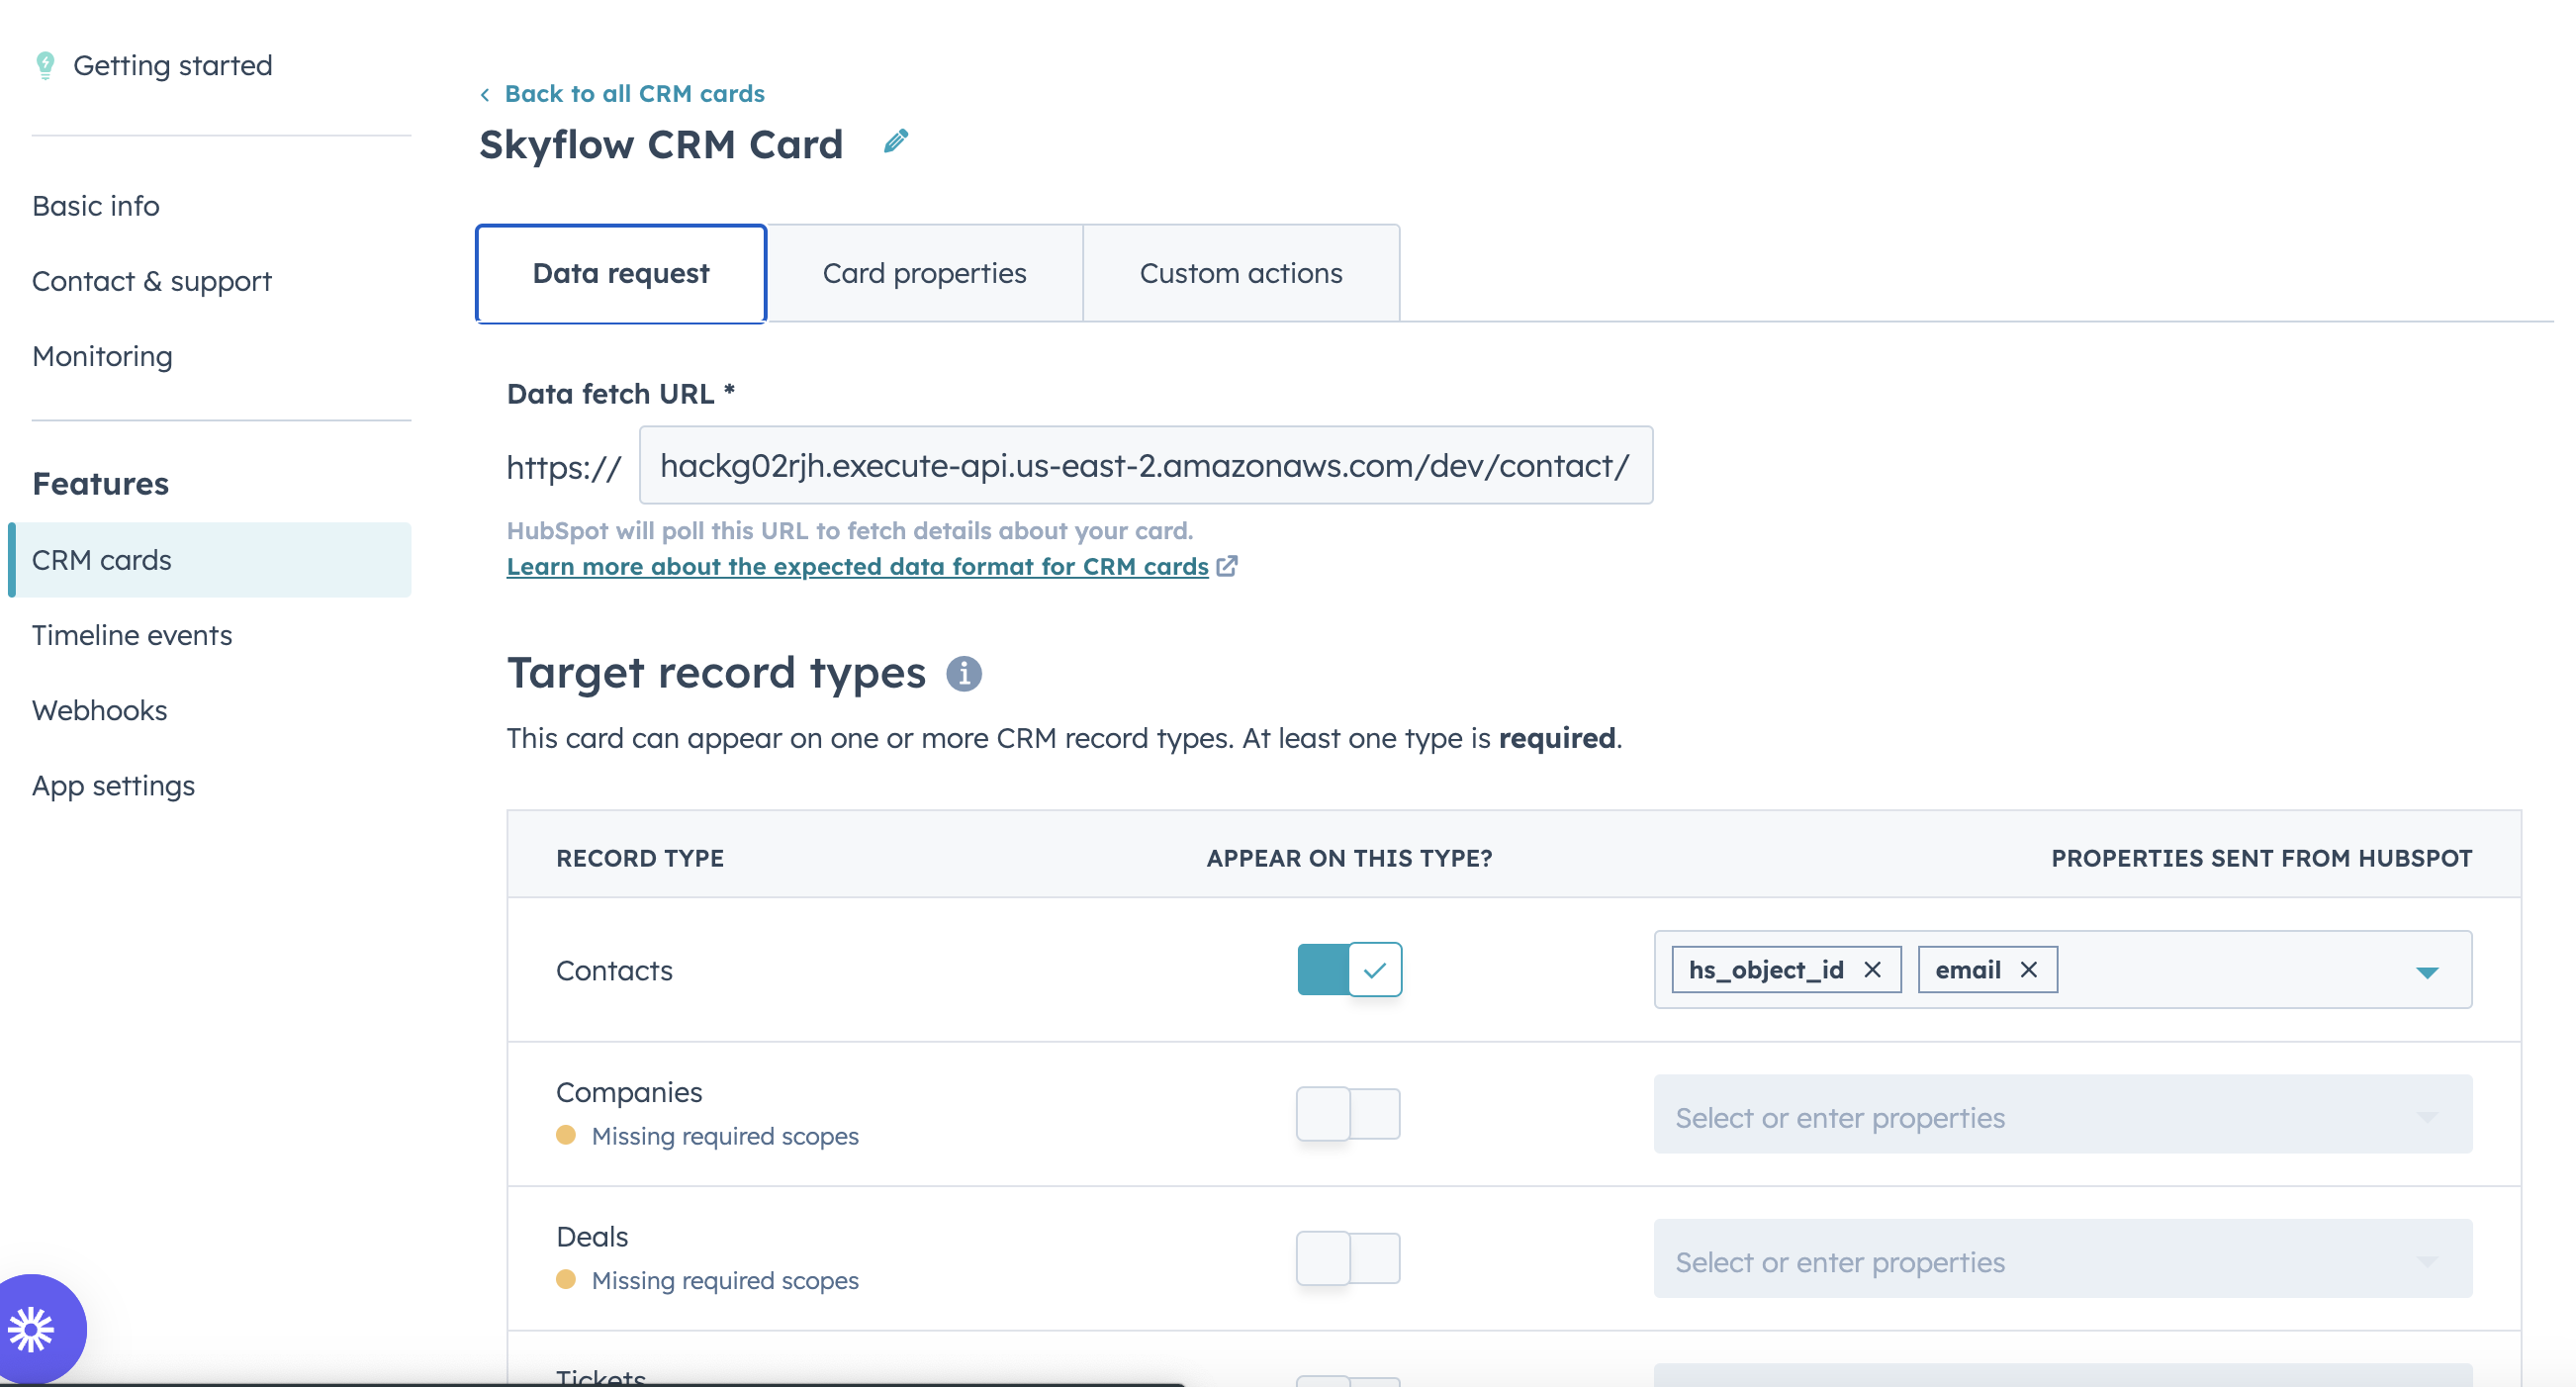 Getting started
Basic info
Contact & support
Monitoring
Features
CRM cards
Timeline events
Webhooks
App settings
Back to all CRM cards
Skyflow CRM Card
Data request
Card properties
Custom actions
Data fetch URL *
https:// hackg02rjh.execute-api.us-east-2.amazonaws.com/dev/contact/
HubSpot will poll this URL to fetch details about your card.
Learn more about the expected data format for CRM cards
Target record types
This card can appear on one or more CRM record types. At least one type is required.
RECORD TYPE APPEAR ON THIS TYPE? PROPERTIES SENT FROM HUBSPOT
Contacts hs_object_id email
Companies
Missing required scopes
Select or enter properties
Deals
Missing required scopes
Select or enter properties
Tickets